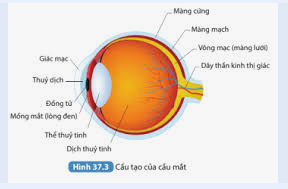 Màng cứng
Màng mạch
Võng mạc (màng lưới)
Dây thần kinh thị giác
Giác mạc
Thuỷ dịch
Đồng tử
Mống mắt (lòng đen)
Thể thuỷ tinh
Dịch thuỷ tinh
Hình 37.3 Cấu tạo của cầu mắt